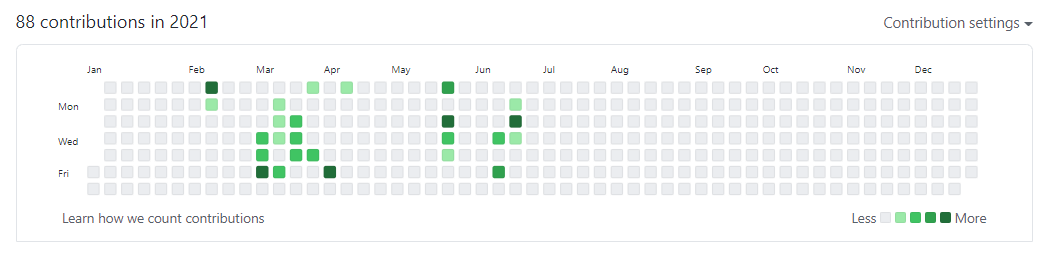 88 contributions in 2021
Contribution settings
Jan Feb Mar Apr May Jun Jul Aug Sep Oct Nov Dec
Mon
Wed
Fri
Learn how we count contributions
Less More